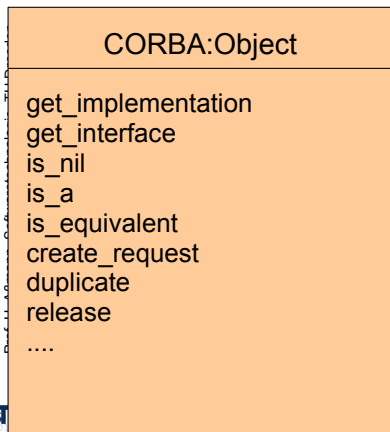 CORBA:Object
get_implementation
get_interface
is_nil
is_a
is_equivalent
create_request
duplicate
release
....